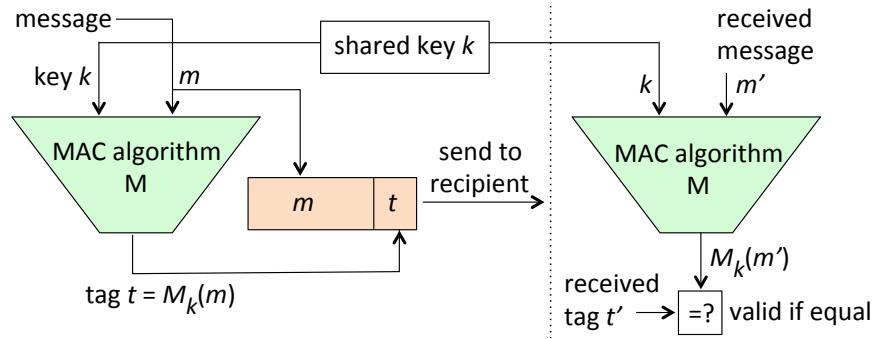 message
key k
m
MAC algorithm
M
m
t
tag t = Mk(m)
shared key k
send to
recipient
received
message
k
m'
MAC algorithm
M
Mk(m')
received
tag t'
=?
valid if equal